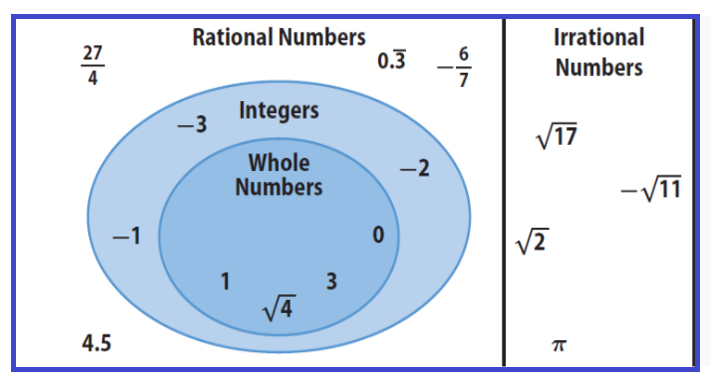 Rational Numbers
Irrational
Numbers
27/4
0.3̅
−6/7
Integers
−3
√17
Whole
Numbers
−2
−√11
−1
0
√2
1
3
√4
4.5
π